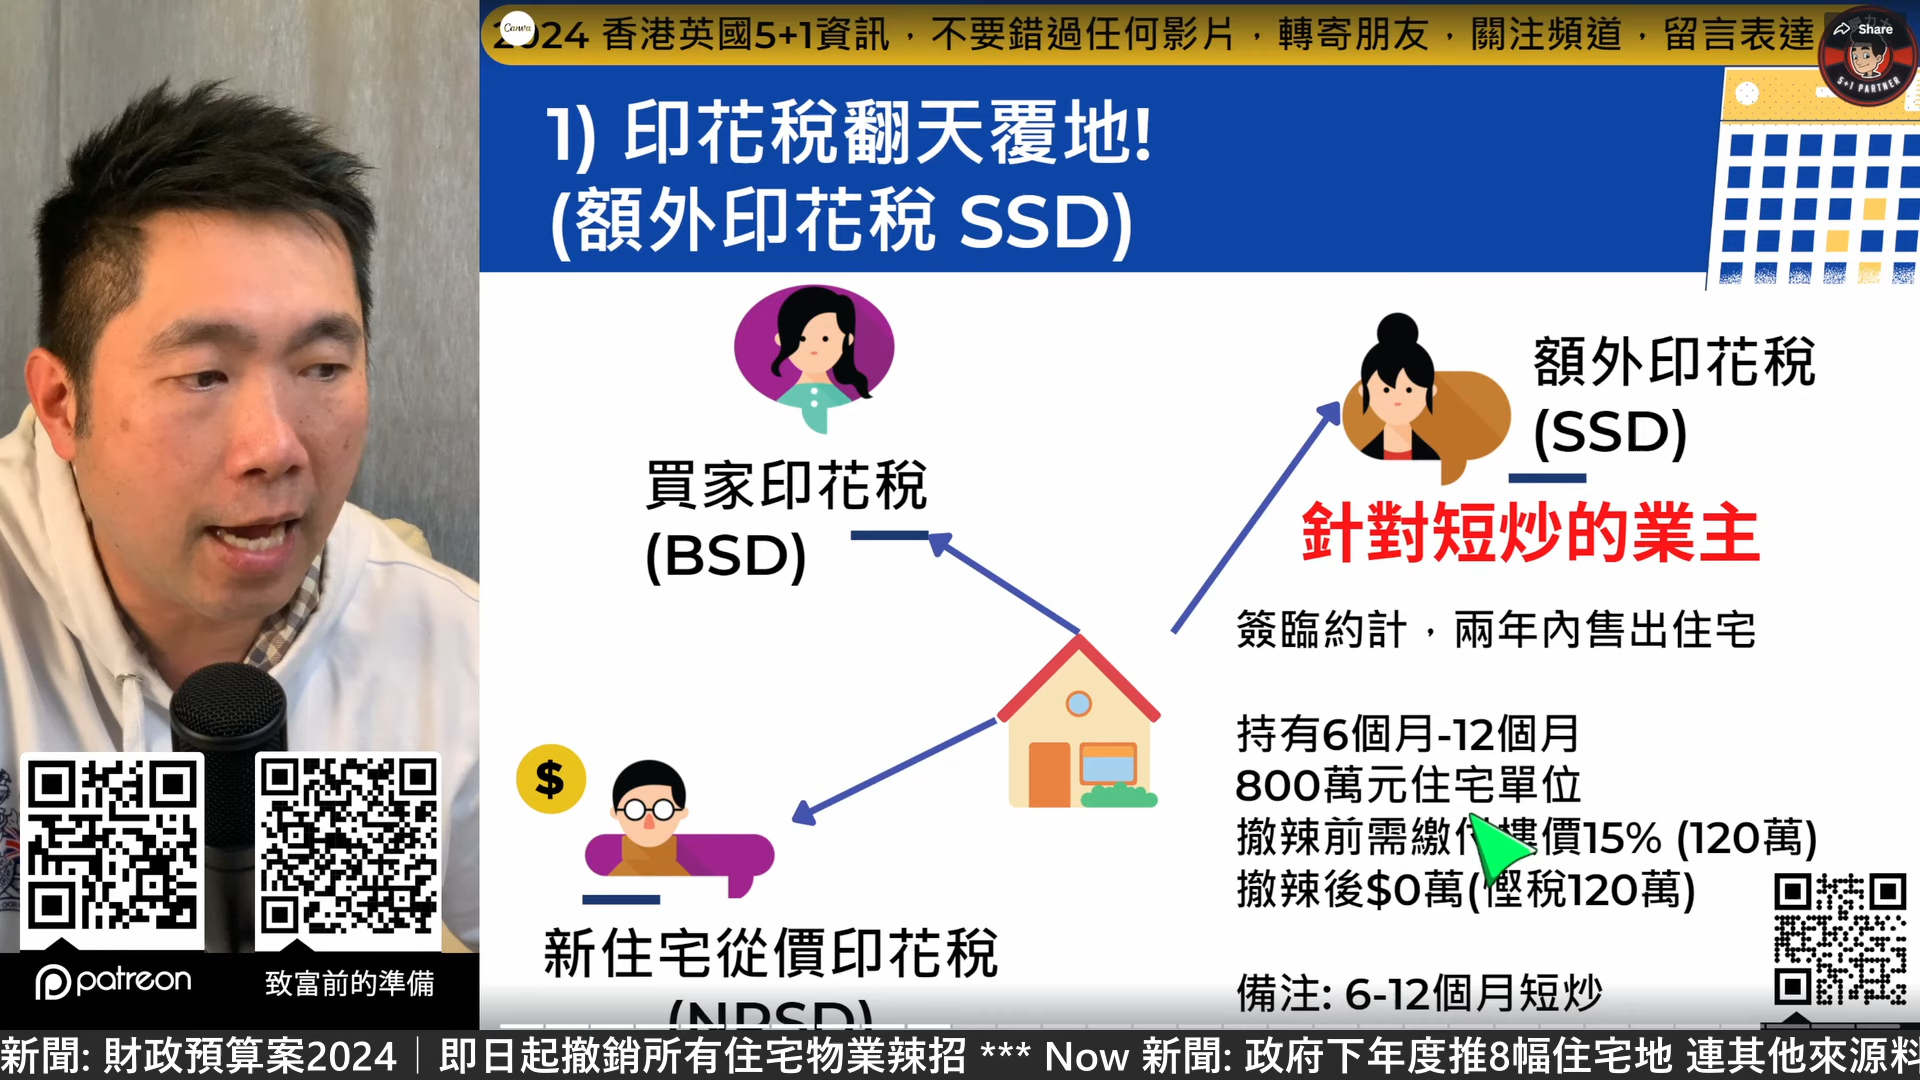 2024 香港英國5+1資訊，不要錯過任何影片，轉寄朋友，關注頻道，留言表達
Canva
Share
5+1 PARTNER
1) 印花稅翻天覆地!
(額外印花稅 SSD)
買家印花稅
(BSD)
額外印花稅
(SSD)
針對短炒的業主
簽臨約計，兩年內售出住宅
持有6個月-12個月
800萬元住宅單位
撤辣前需繳付樓價15% (120萬)
撤辣後$0萬(慳稅120萬)
備注: 6-12個月短炒
$
新住宅從價印花稅
(NRSD)
patreon
致富前的準備
新聞: 財政預算案2024｜即日起撤銷所有住宅物業辣招 *** Now 新聞: 政府下年度推8幅住宅地 連其他來源料